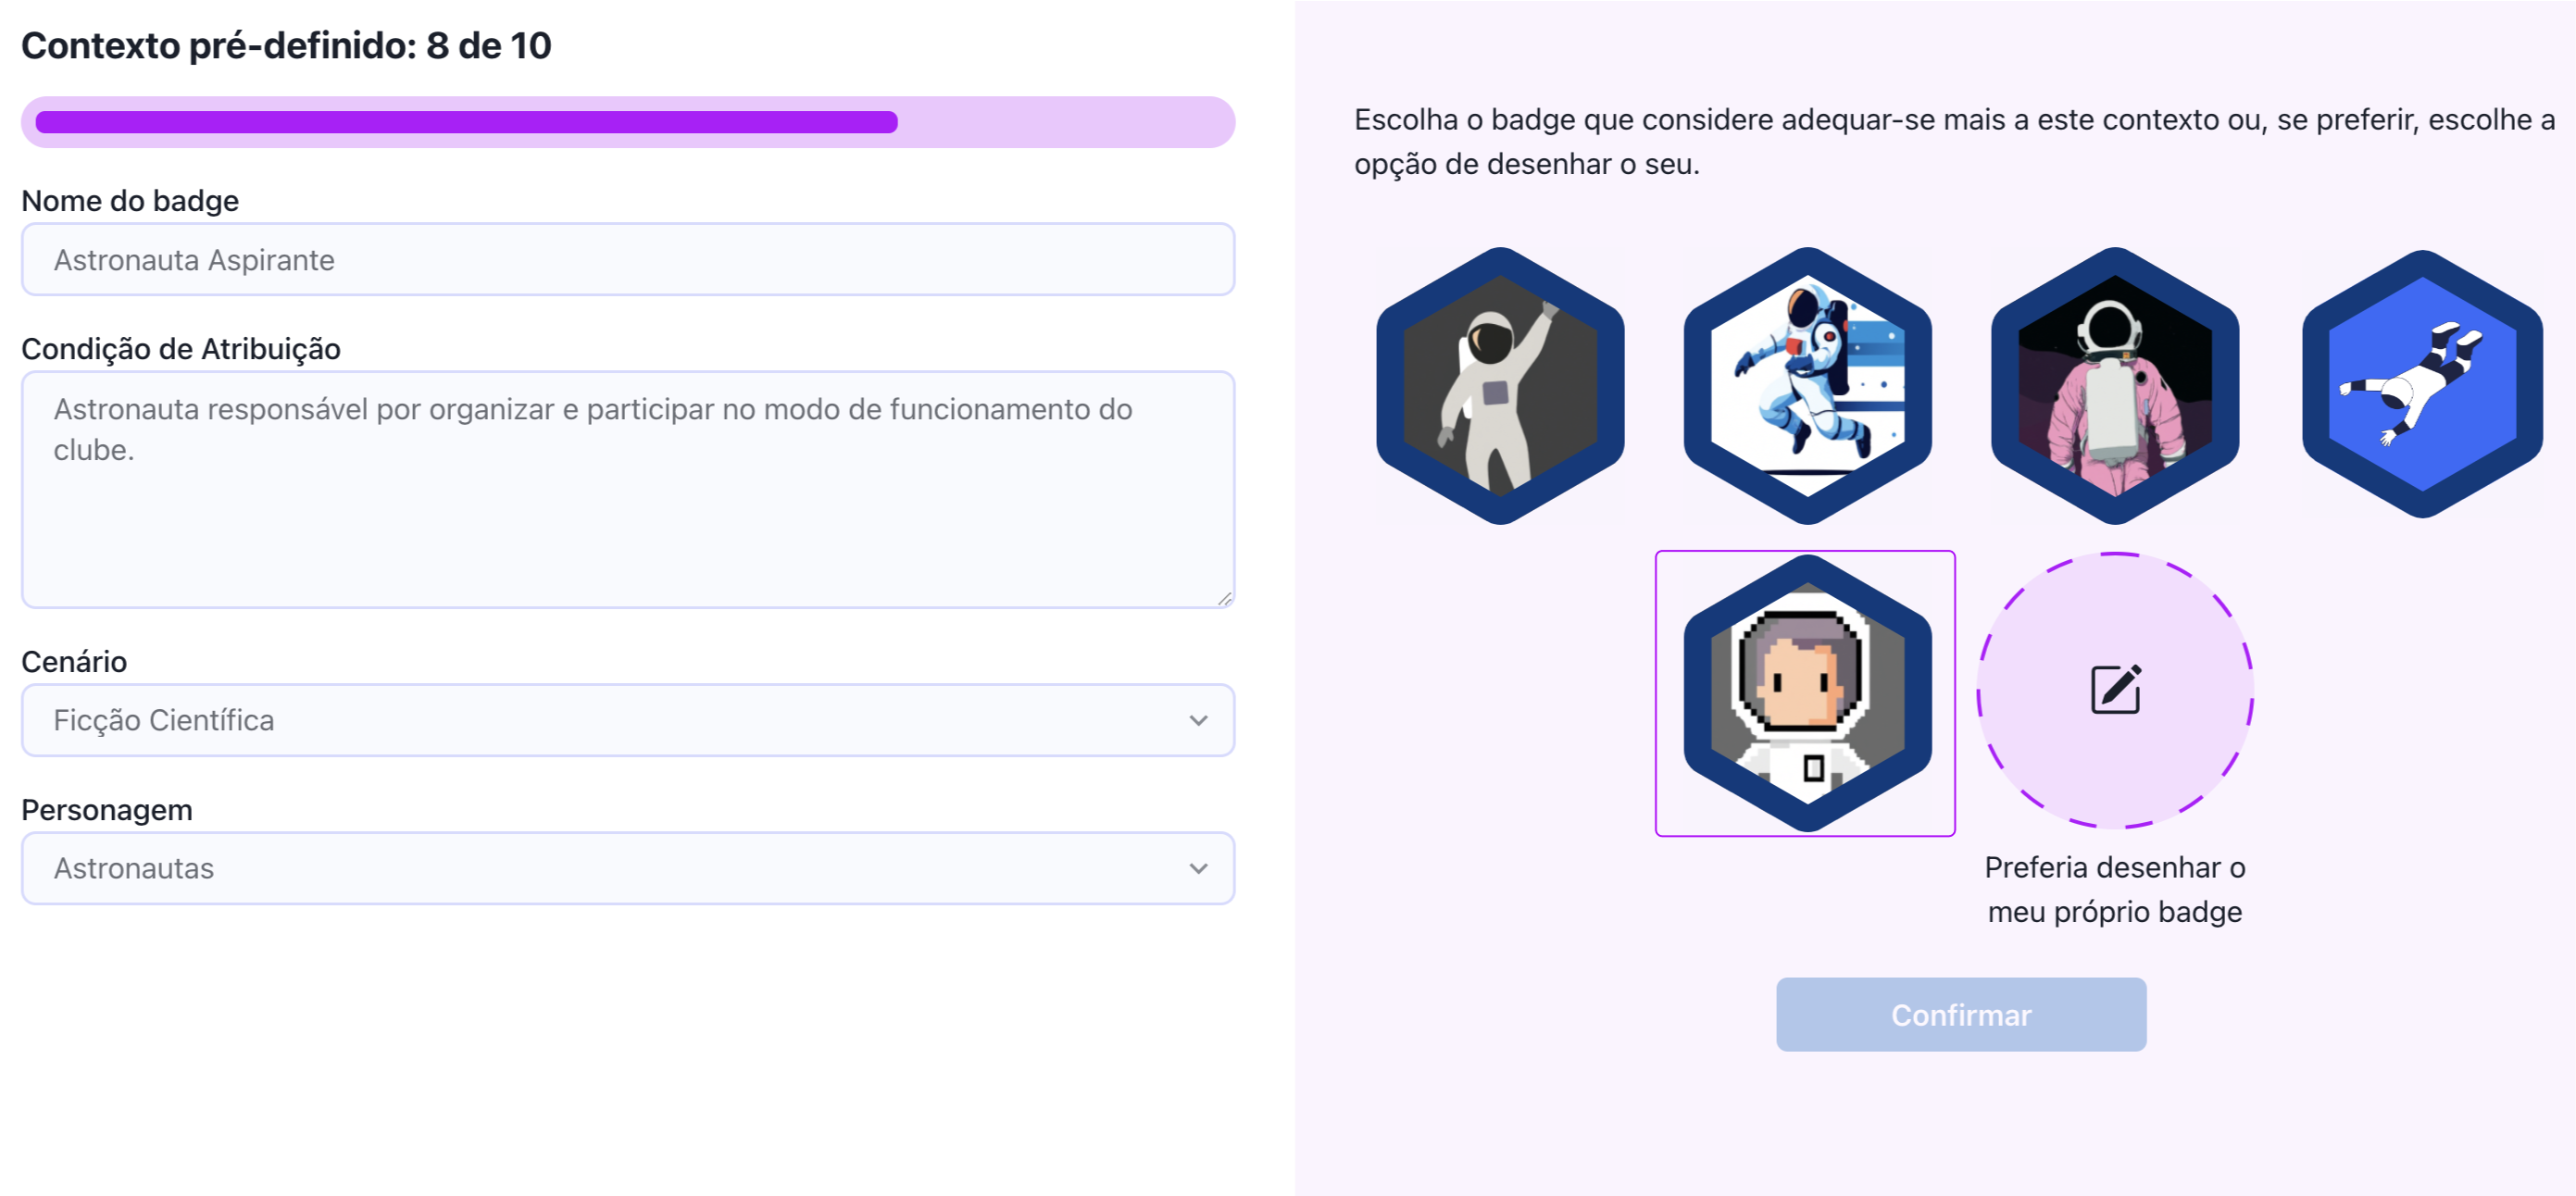 Contexto pré-definido: 8 de 10
Nome do badge
Astronauta Aspirante
Condição de Atribuição
Astronauta responsável por organizar e participar no modo de funcionamento do
clube.
Cenário
Ficção Científica
Personagem
Astronautas
Escolha o badge que considere adequar-se mais a este contexto ou, se preferir, escolhe a
opção de desenhar o seu.
Preferia desenhar o
meu próprio badge
Confirmar